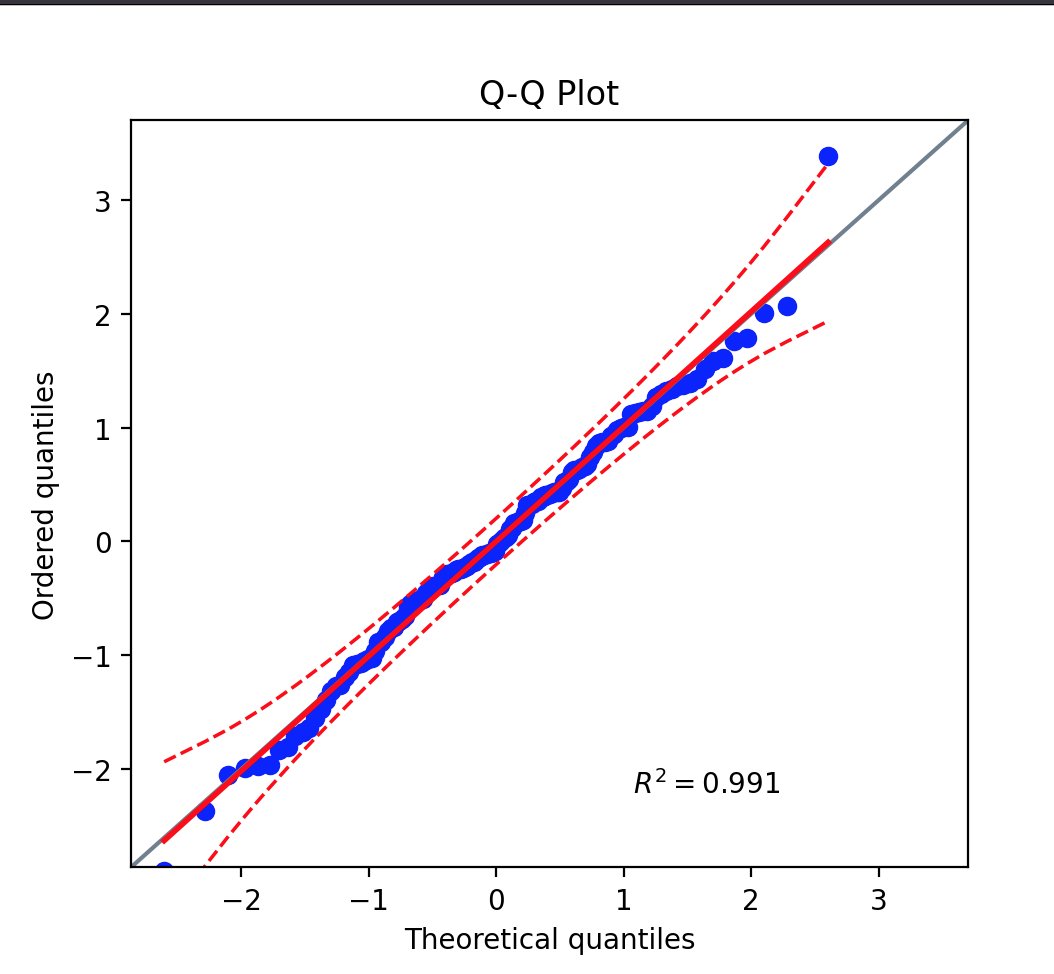 Q-Q Plot
3
2
1
0
−1
−2
Ordered quantiles
R² = 0.991
−2 −1 0 1 2 3
Theoretical quantiles